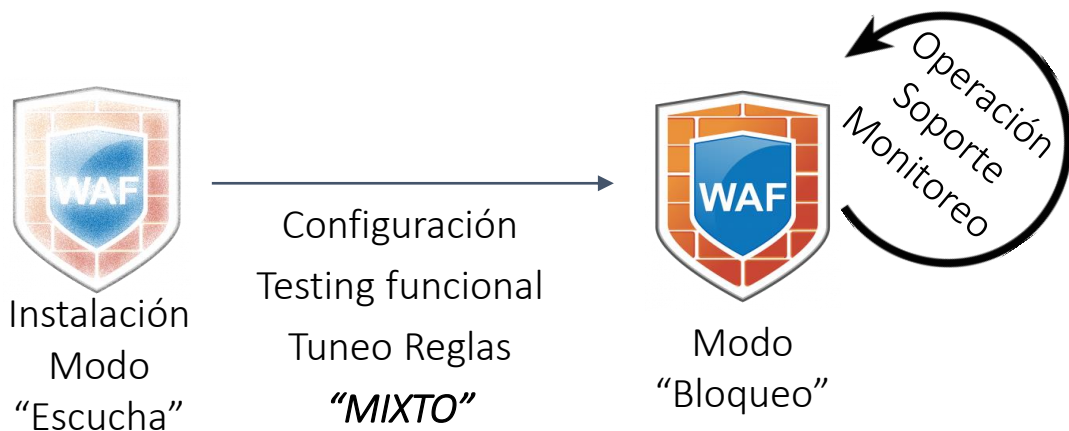 WAF
Instalación
Modo
“Escucha”
Configuración
Testing funcional
Tuneo Reglas
“MIXTO”
WAF
Modo
“Bloqueo”
Operación
Soporte
Monitoreo